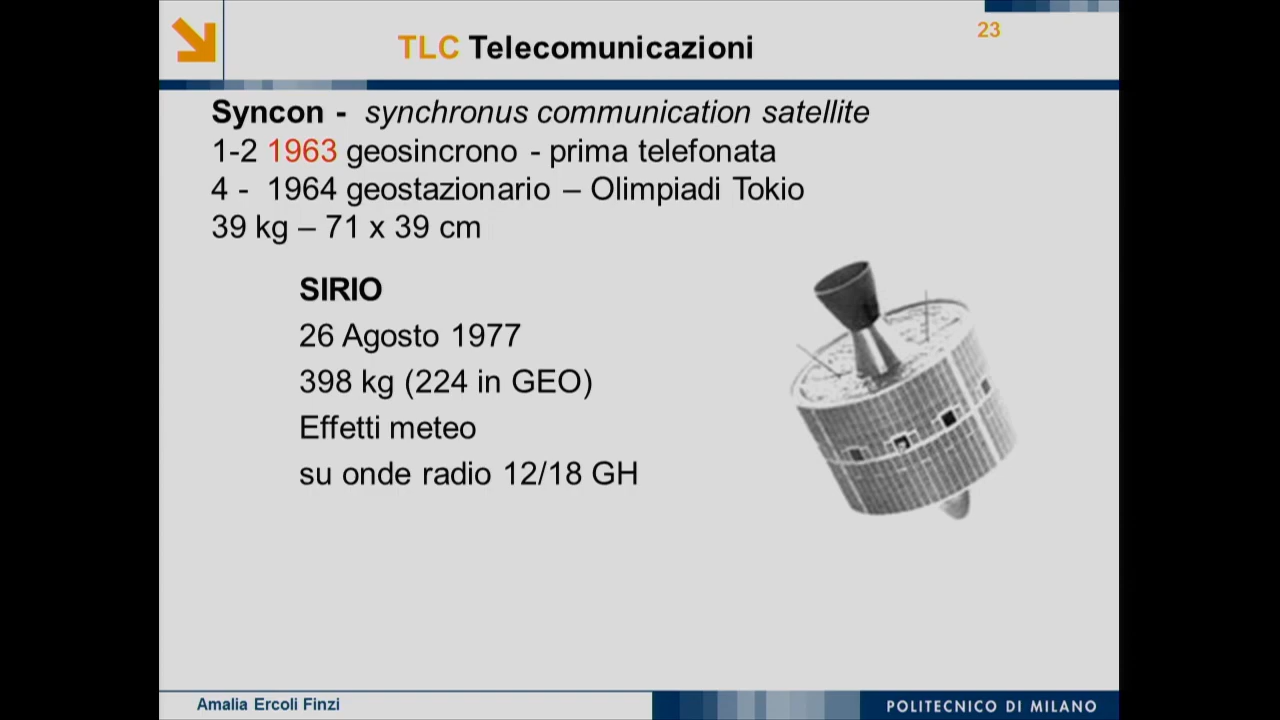 23
TLC Telecomunicazioni
Syncon - synchronus communication satellite
1-2 1963 geosincrono - prima telefonata
4 - 1964 geostazionario – Olimpiadi Tokio
39 kg – 71 x 39 cm
SIRIO
26 Agosto 1977
398 kg (224 in GEO)
Effetti meteo
su onde radio 12/18 GH
Amalia Ercoli Finzi
POLITECNICO DI MILANO